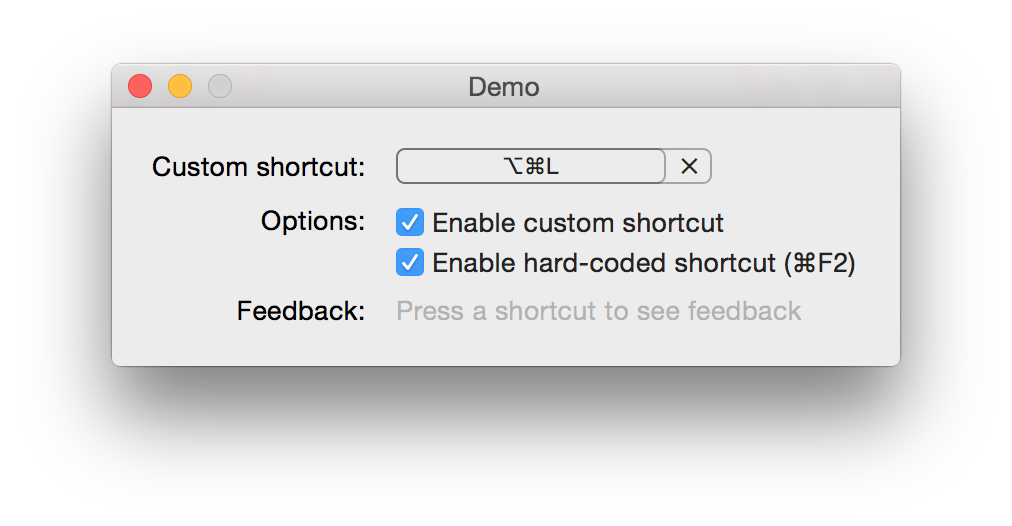 Demo
Custom shortcut: ⌥⌘L ×
Options: Enable custom shortcut
Enable hard-coded shortcut (⌘F2)
Feedback: Press a shortcut to see feedback